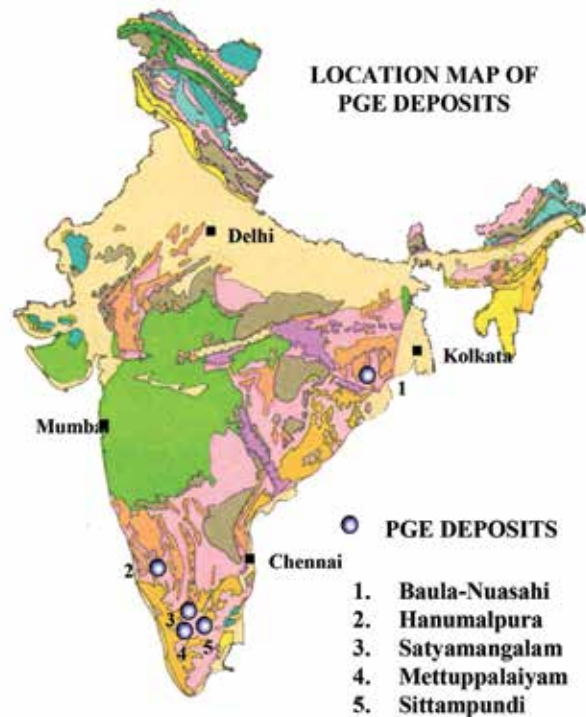 LOCATION MAP OF
PGE DEPOSITS
Delhi
Kolkata
1
Mumbai
PGE DEPOSITS
2
Chennai
1. Baula-Nuasahi
2. Hanumalpura
3
3. Satyamangalam
4
5
4. Mettuppalaiyam
5. Sittampundi